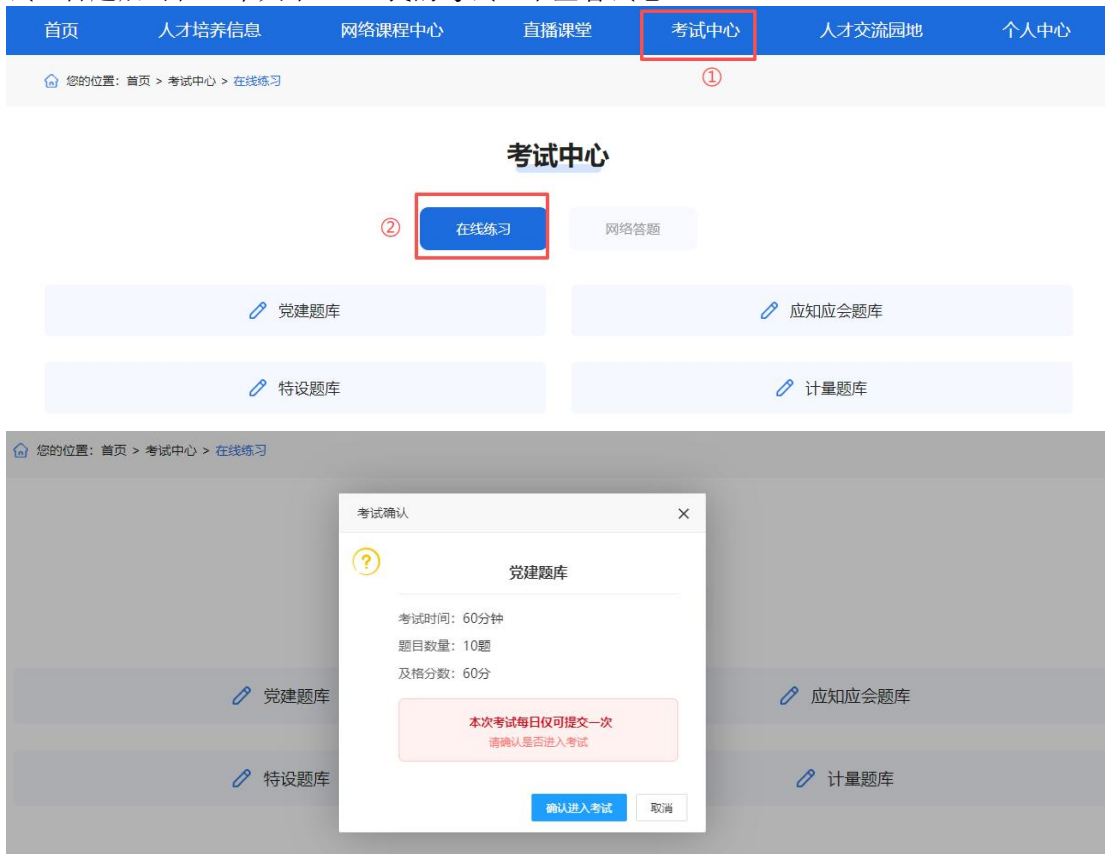 首页 人才培养信息 网络课程中心 直播课堂 考试中心 人才交流园地 个人中心
①
您的位置：首页 > 考试中心 > 在线练习
考试中心
② 在线练习 网络答题
党建题库 应知应会题库
特设题库 计量题库
您的位置：首页 > 考试中心 > 在线练习
考试确认
党建题库
考试时间：60分钟
题目数量：10题
及格分数：60分
本次考试每日仅可提交一次
请确认是否进入考试
党建题库 应知应会题库
特设题库 计量题库
确认进入考试 取消